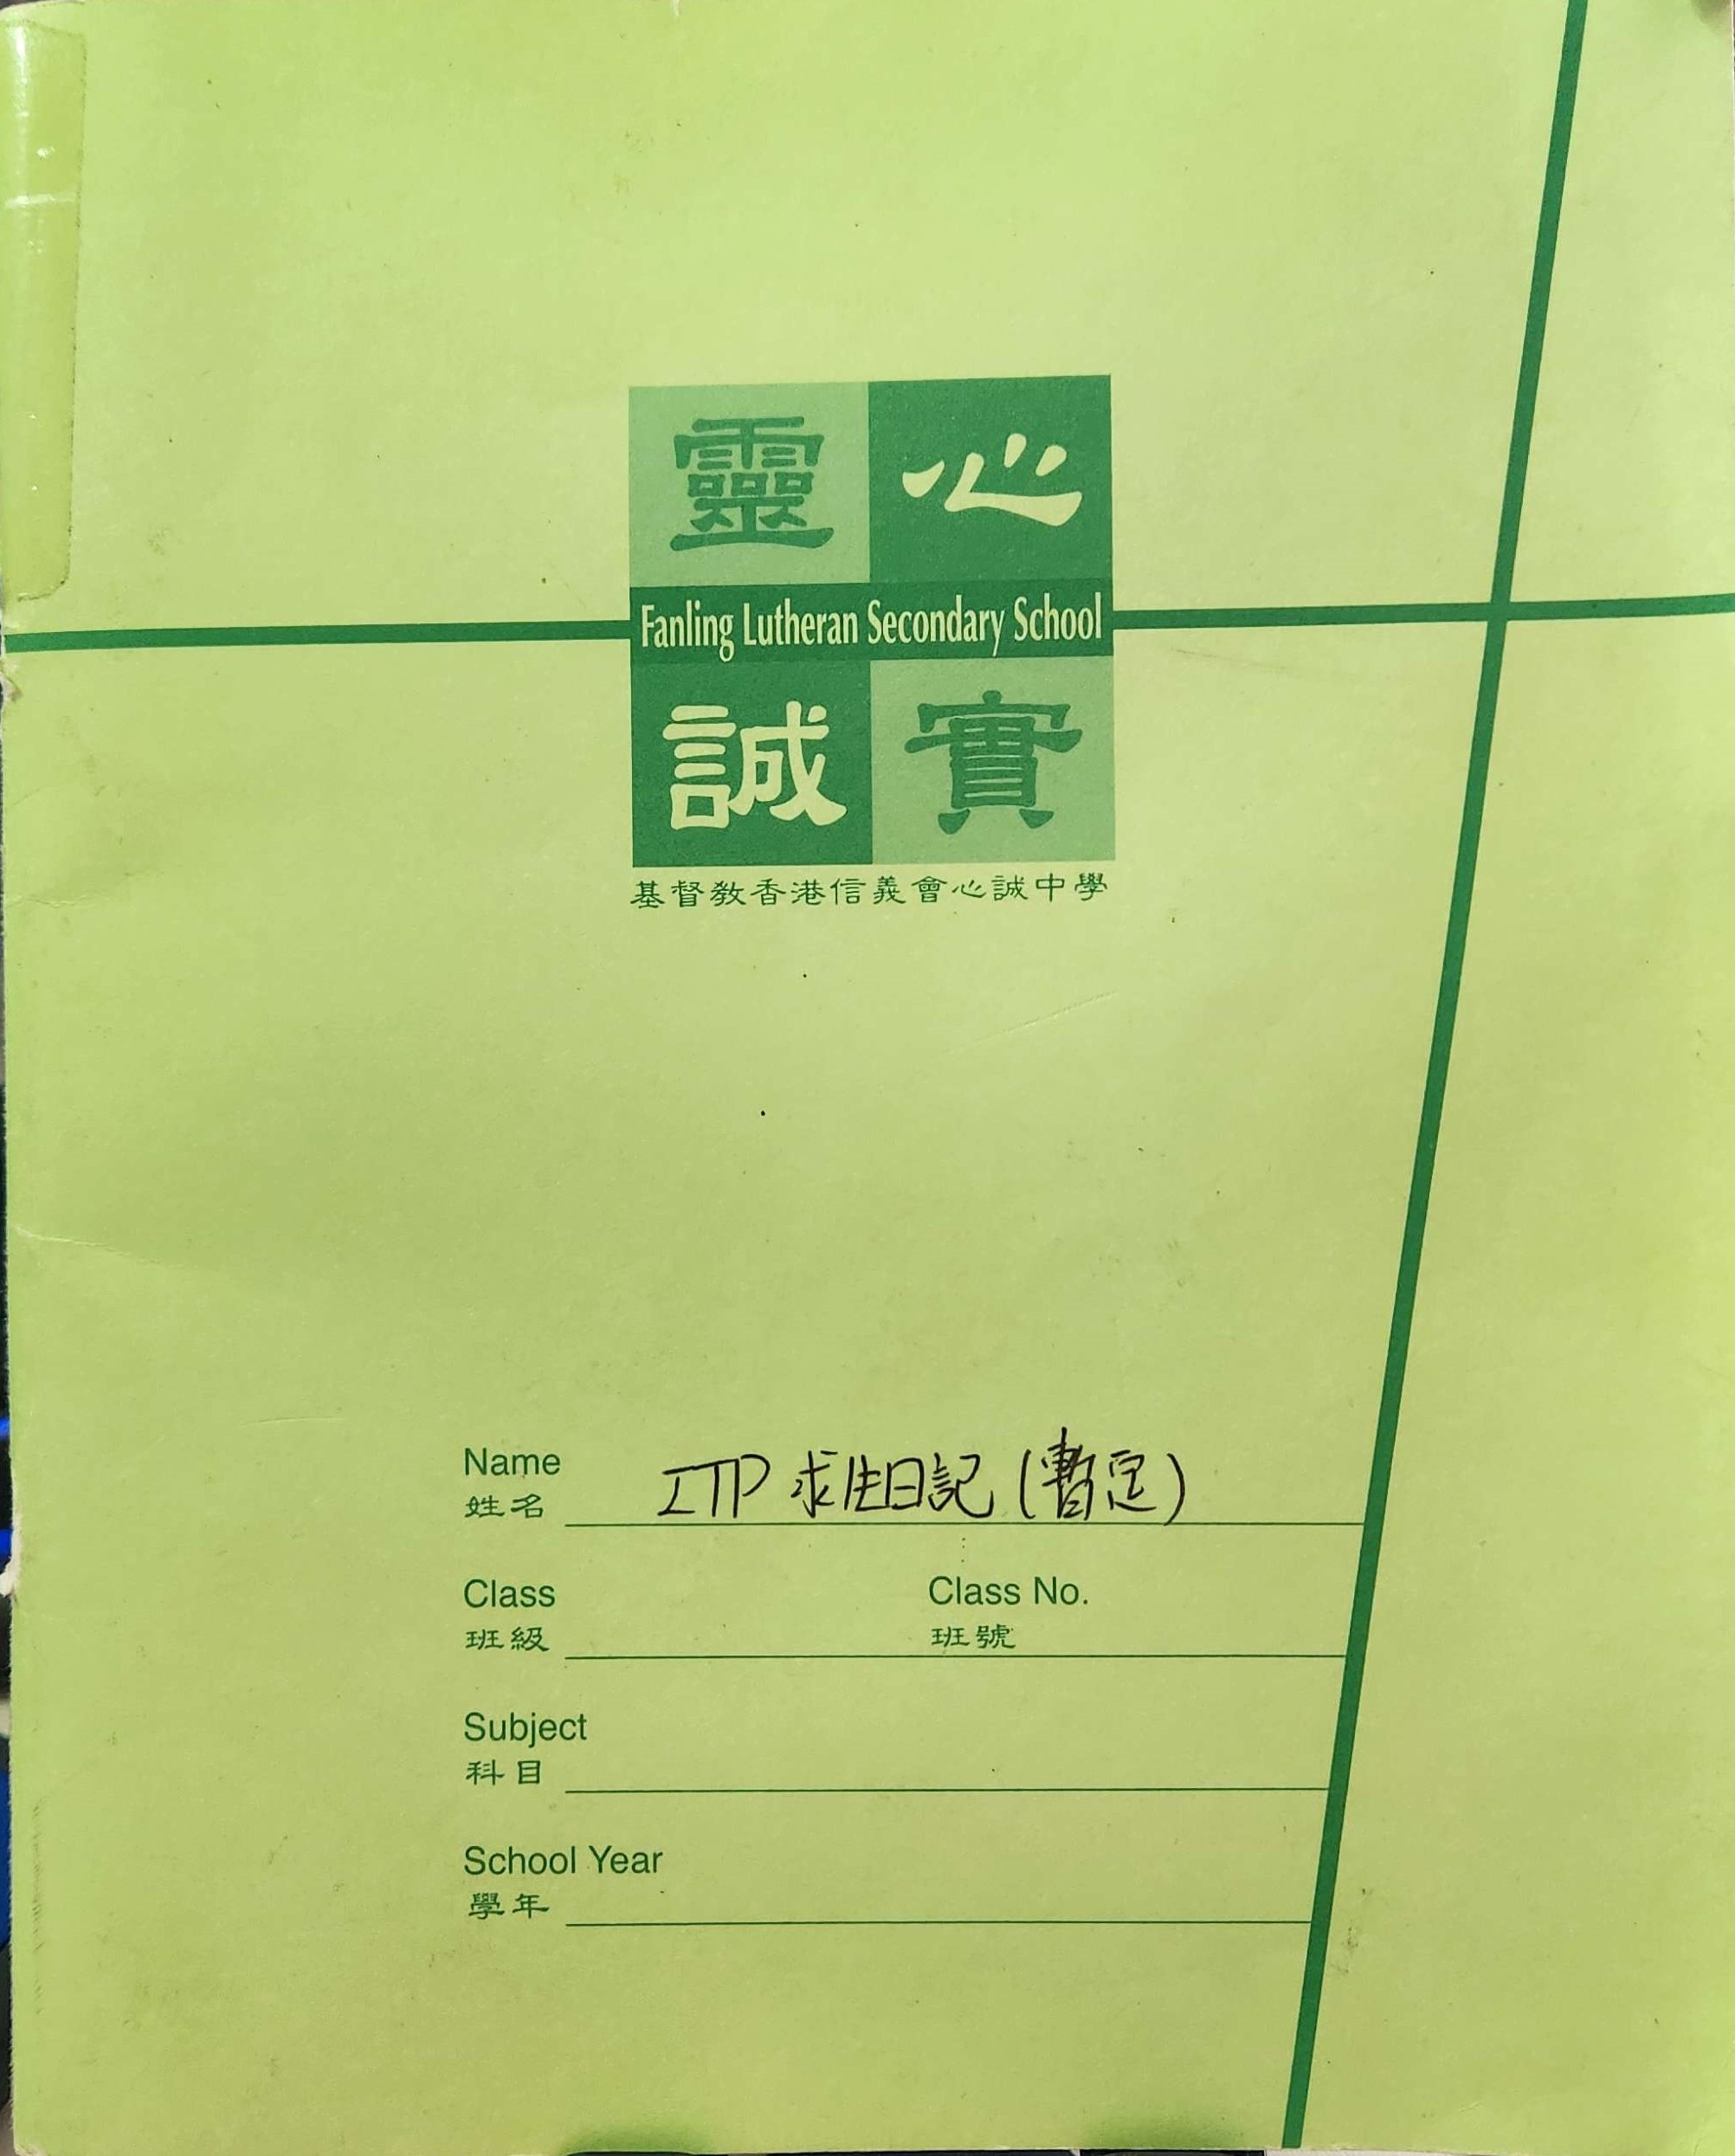 靈 心
Fanling Lutheran Secondary School
誠 實
基督教香港信義會心誠中學
Name
姓名 ITP 求生日記 (暫定)
Class Class No.
班級 班號
Subject
科目
School Year
學年